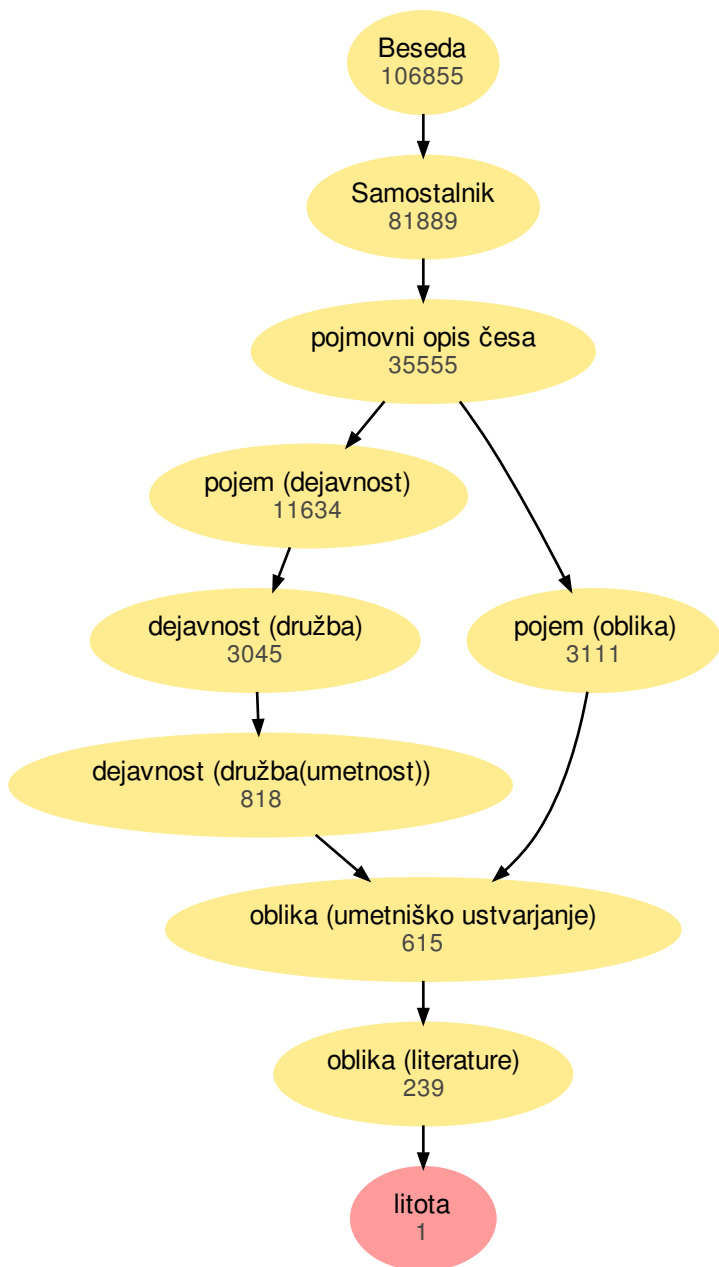 Beseda
106855
Samostalnik
81889
pojmovni opis česa
35555
pojem (dejavnost)
11634
dejavnost (družba)
3045
pojem (oblika)
3111
dejavnost (družba(umetnost))
818
oblika (umetniško ustvarjanje)
615
oblika (literature)
239
litota
1